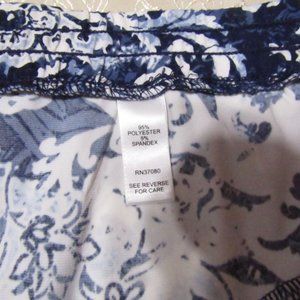 95%
POLYESTER
5%
SPANDEX
RN37080
SEE REVERSE
FOR CARE